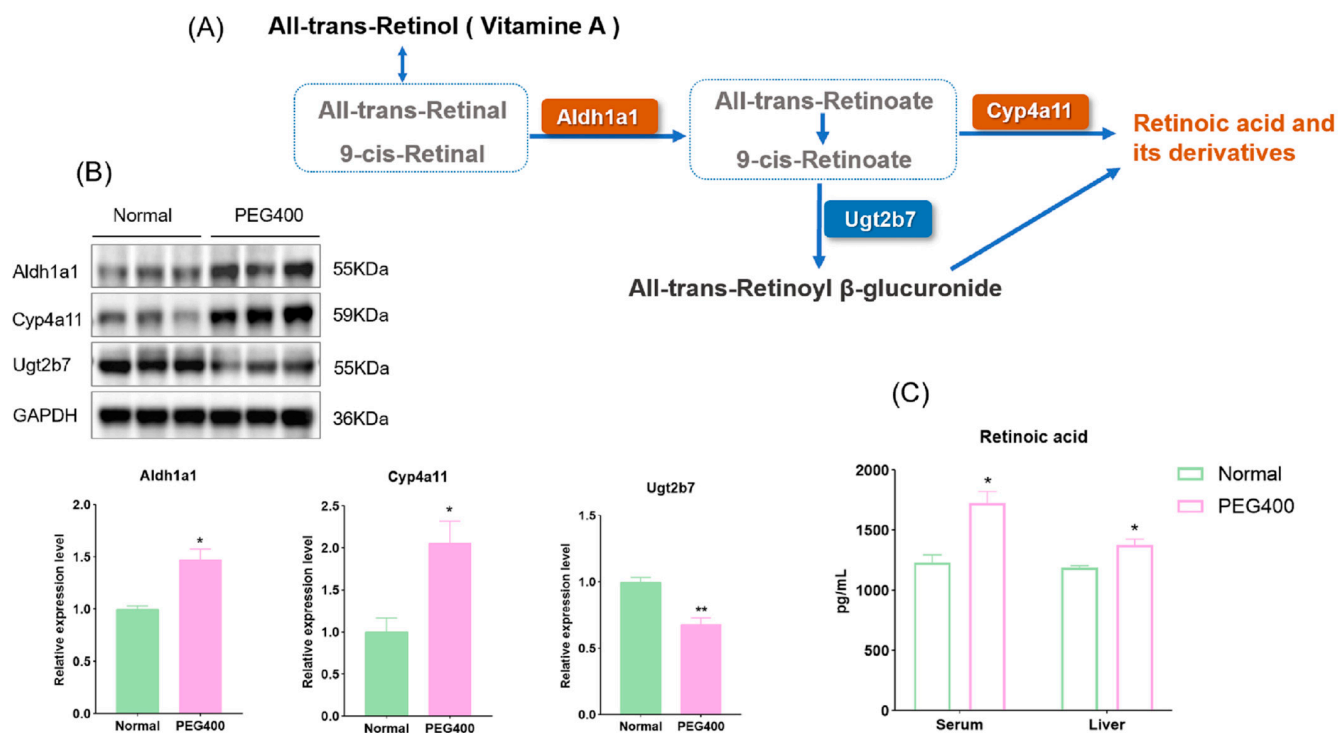 (A)
All-trans-Retinol ( Vitamine A )
All-trans-Retinal
9-cis-Retinal
Aldh1a1
All-trans-Retinoate
9-cis-Retinoate
Cyp4a11
Retinoic acid and
its derivatives
Ugt2b7
All-trans-Retinoyl β-glucuronide
(B)
Normal PEG400
Aldh1a1 55KDa
Cyp4a11 59KDa
Ugt2b7 55KDa
GAPDH 36KDa
Aldh1a1
Relative expression level
2.0
1.5
1.0
0.5
0.0
*
Normal PEG400
Cyp4a11
Relative expression level
2.5
2.0
1.5
1.0
0.5
0.0
*
Normal PEG400
Ugt2b7
Relative expression level
1.5
1.0
0.5
0.0
**
Normal PEG400
(C)
Retinoic acid
pg/mL
2000
1500
1000
500
0
*
*
Serum Liver
Normal
PEG400